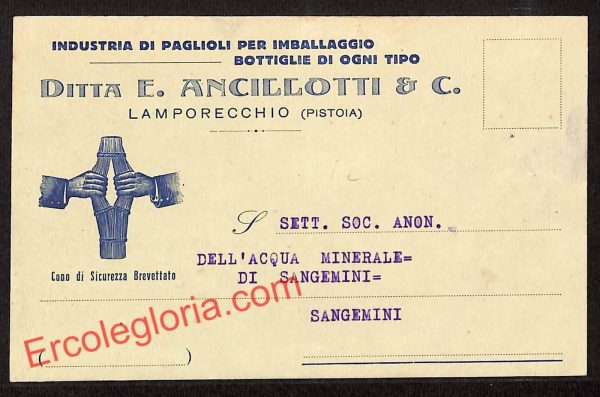 INDUSTRIA DI PAGLIOLI PER IMBALLAGGIO
BOTTIGLIE DI OGNI TIPO
DITTA E. ANCILLOTTI & C.
LAMPORECCHIO (PISTOIA)
Cono di Sicurezza Brevettato
S SETT. SOC. ANON.
DELL'ACQUA MINERALE=
DI SANGEMINI=
SANGEMINI
( )
Ercolegloria.com